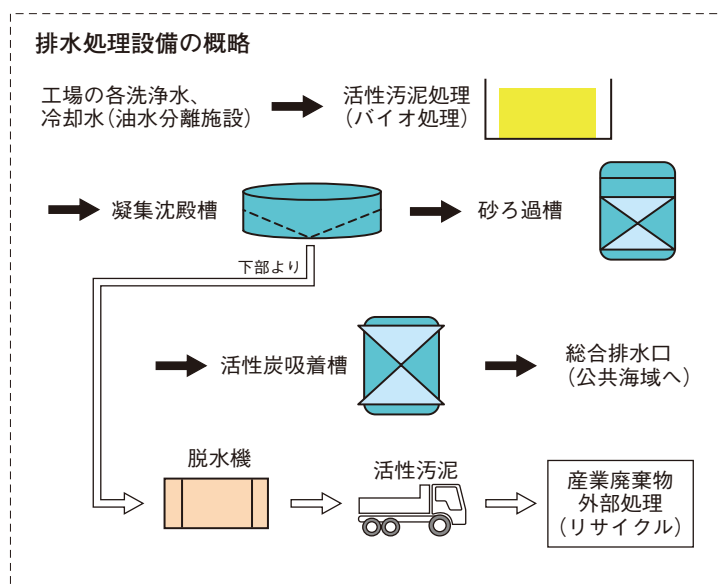 排水処理設備の概略
工場の各洗浄水、
冷却水(油水分離施設)
活性汚泥処理
(バイオ処理)
凝集沈殿槽
砂ろ過槽
下部より
活性炭吸着槽
総合排水口
(公共海域へ)
脱水機
活性汚泥
産業廃棄物
外部処理
(リサイクル)